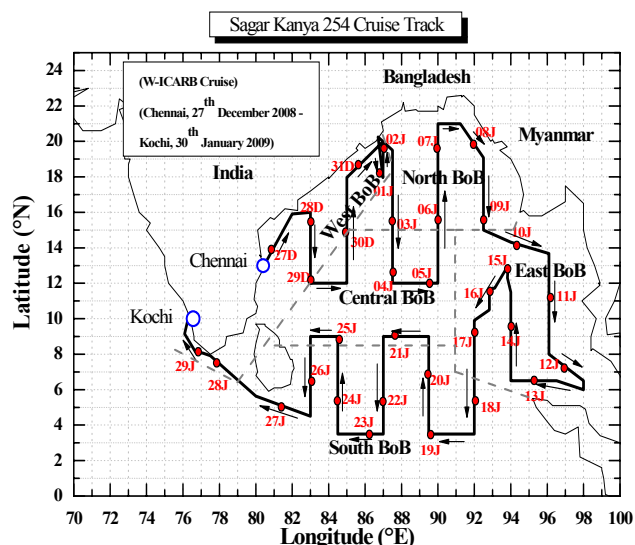 Sagar Kanya 254 Cruise Track
Bangladesh
(W-ICARB Cruise)
(Chennai, 27th December 2008 -
Kochi, 30th January 2009)
Myanmar
India
02J
07J
08J
31D
01J
West BoB
North BoB
28D
03J
06J
09J
10J
27D
30D
Chennai
29D
04J
05J
Central BoB
15J
East BoB
16J
11J
Kochi
25J
21J
17J
14J
29J
28J
26J
20J
12J
13J
27J
24J
22J
18J
23J
19J
South BoB
24
22
20
18
16
14
12
10
8
6
4
2
0
Latitude (°N)
70 72 74 76 78 80 82 84 86 88 90 92 94 96 98 100
Longitude (°E)